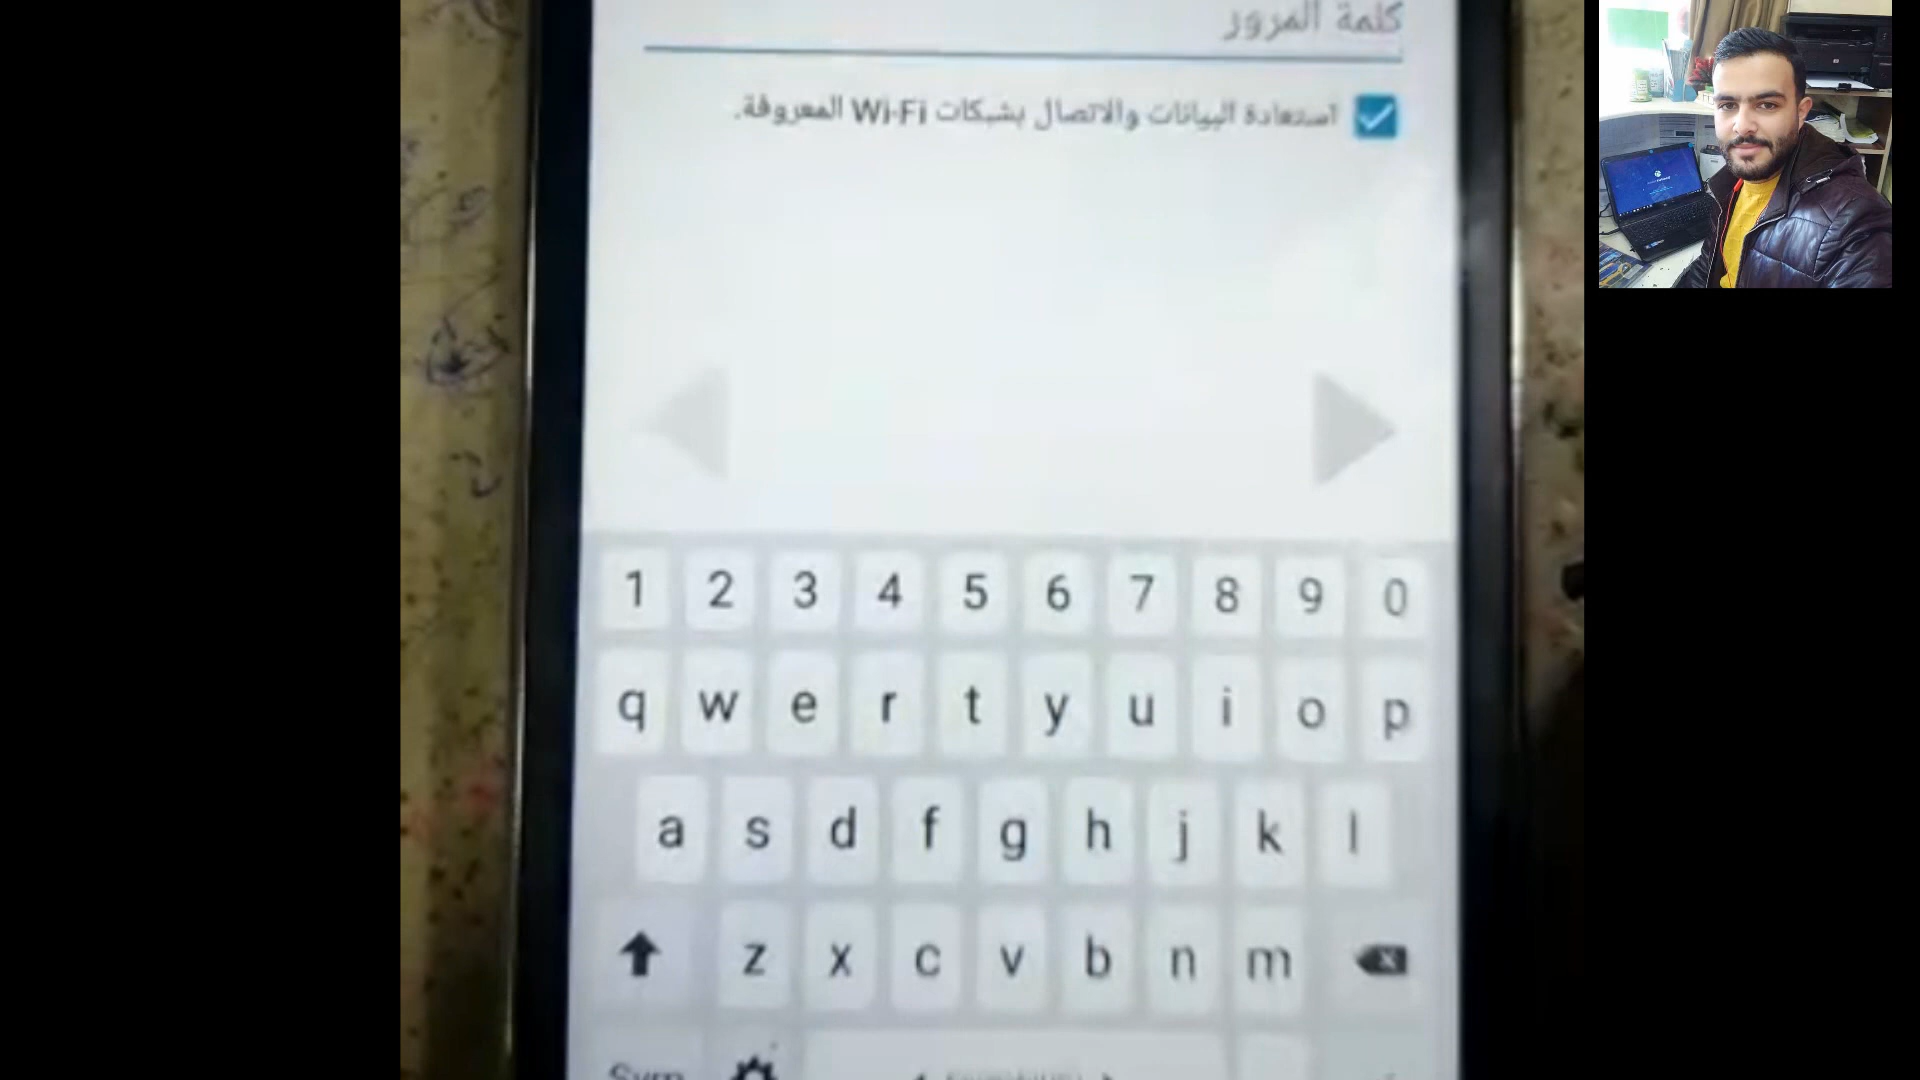 كلمة المرور
استعادة البيانات والاتصال بشبكات Wi-Fi المعروفة.
1 2 3 4 5 6 7 8 9 0
q w e r t y u i o p
a s d f g h j k l
z x c v b n m
Sym